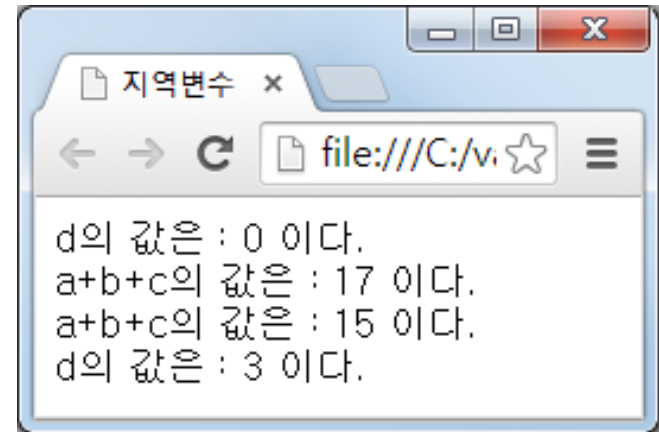 지역변수
file:///C:/va
d의 값은 : 0 이다.
a+b+c의 값은 : 17 이다.
a+b+c의 값은 : 15 이다.
d의 값은 : 3 이다.